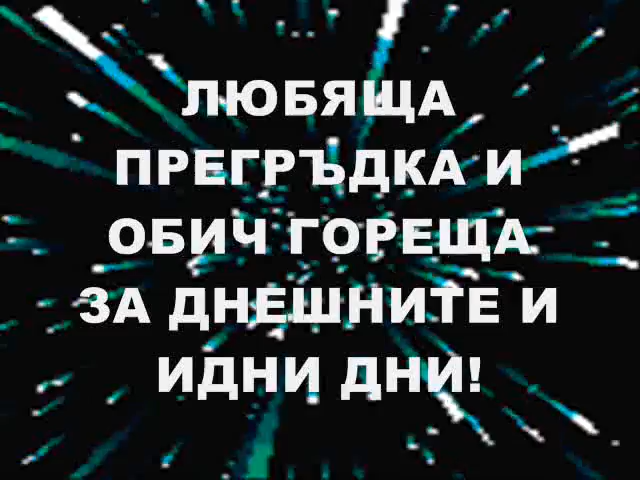 ЛЮБЯЩА
ПРЕГРЪДКА И
ОБИЧ ГОРЕЩА
ЗА ДНЕШНИТЕ И
ИДНИ ДНИ!